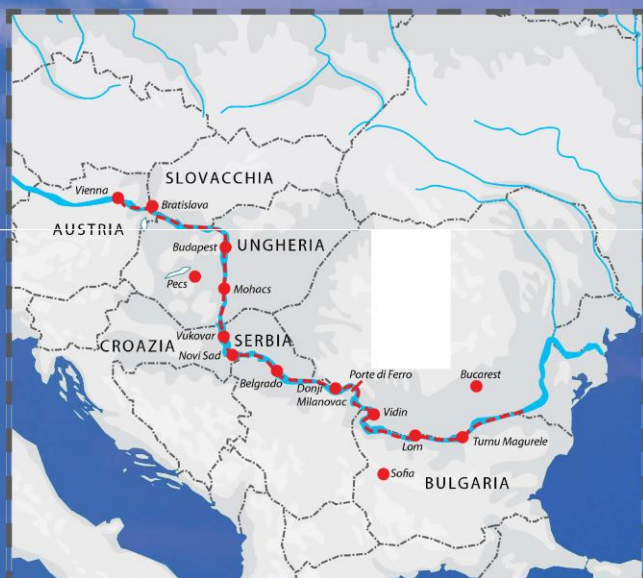 SLOVACCHIA
Vienna
Bratislava
AUSTRIA
Budapest
UNGHERIA
Pecs
Mohacs
Vukovar
SERBIA
CROAZIA
Novi Sad
Belgrado
Donji
Milanovac
Porte di Ferro
Bucarest
Vidin
Lom
Turnu Magurele
Sofia
BULGARIA